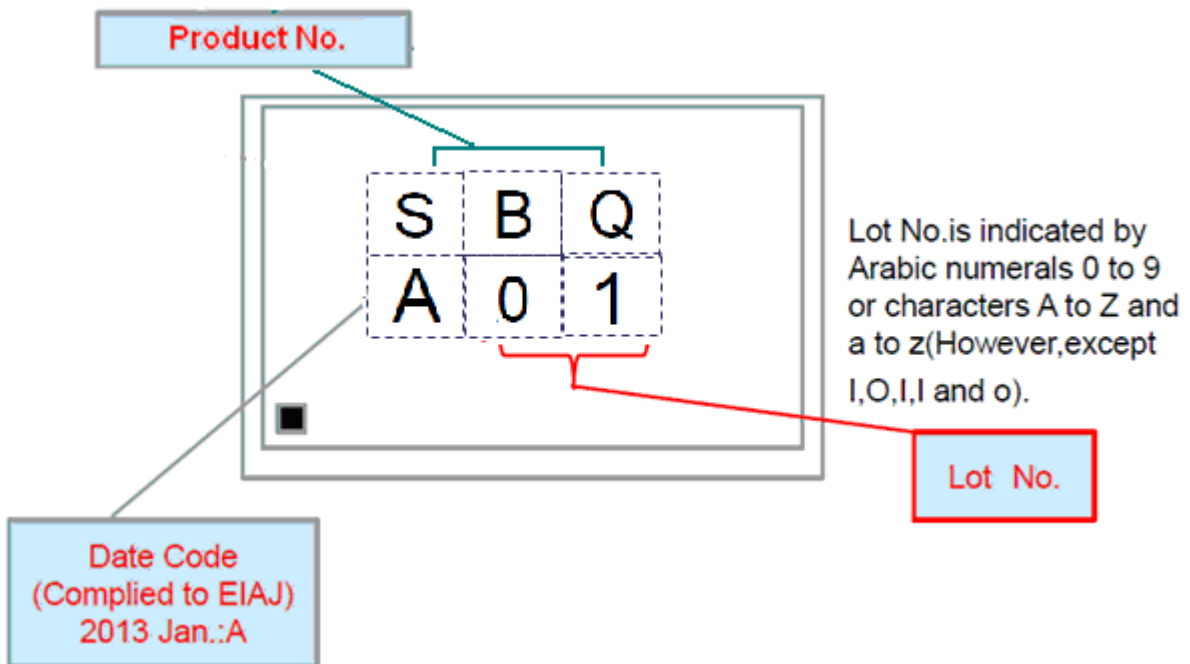 Product No.
S B Q
A 0 1
Lot No.is indicated by
Arabic numerals 0 to 9
or characters A to Z and
a to z(However,except
I,O,I,I and o).
Lot No.
Date Code
(Complied to EIAJ)
2013 Jan.:A